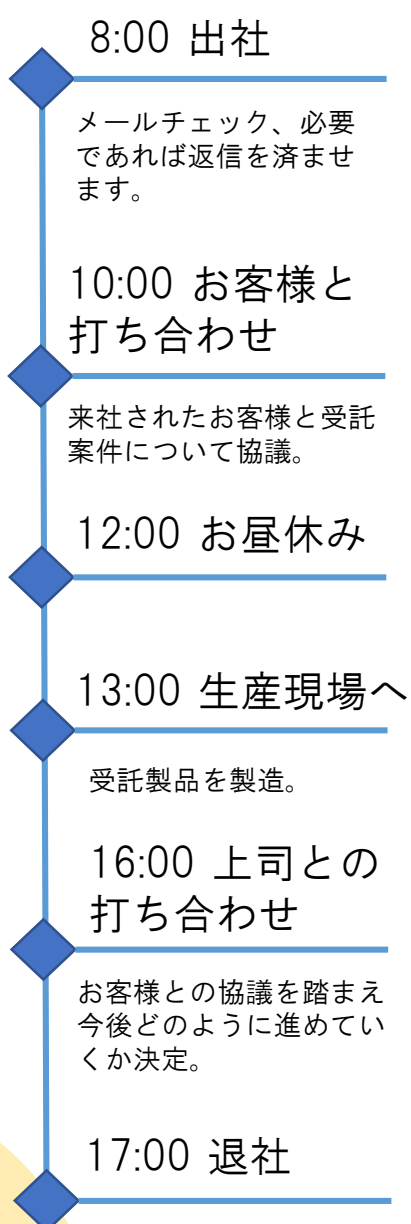 8:00 出社
メールチェック、必要
であれば返信を済ませ
ます。
10:00 お客様と
打ち合わせ
来社されたお客様と受託
案件について協議。
12:00 お昼休み
13:00 生産現場へ
受託製品を製造。
16:00 上司との
打ち合わせ
お客様との協議を踏まえ
今後どのように進めてい
くか決定。
17:00 退社